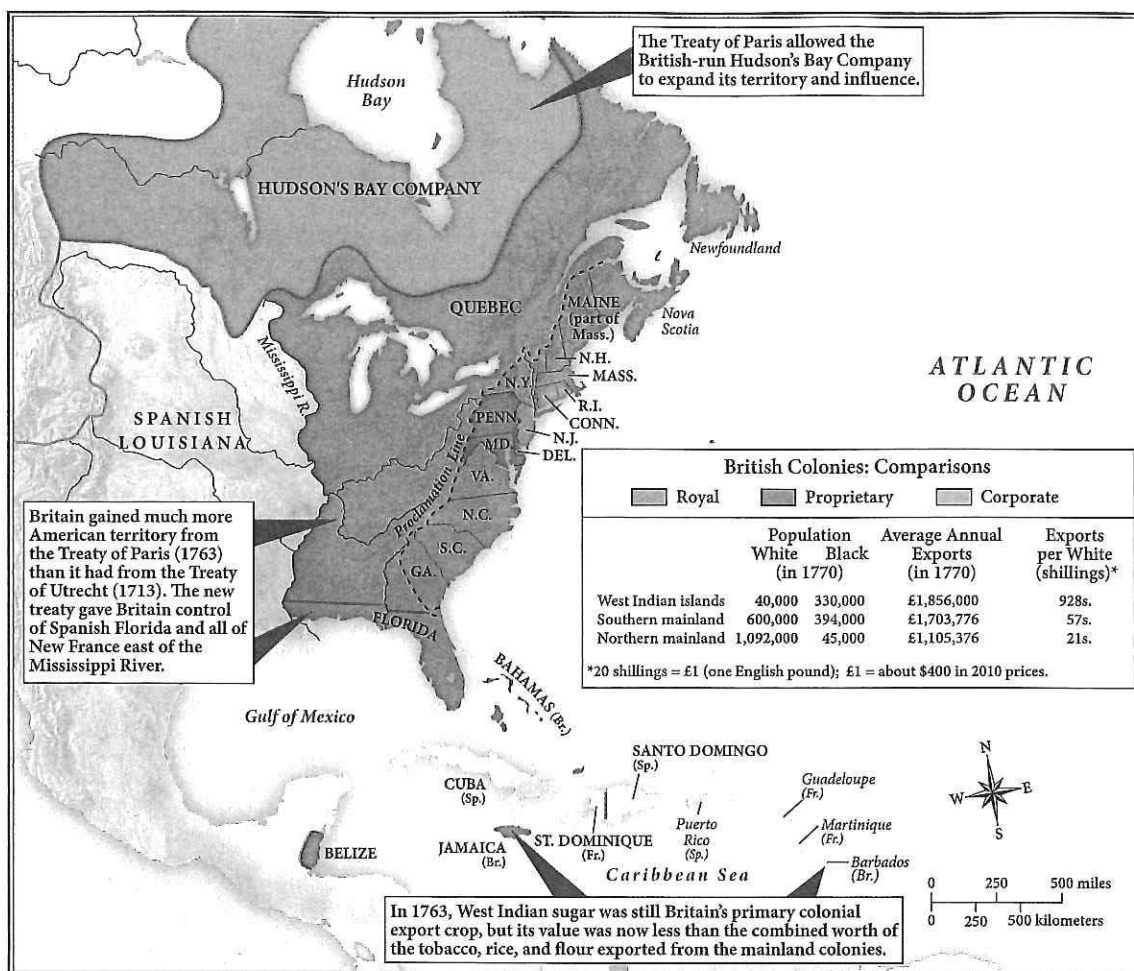 The Treaty of Paris allowed the
British-run Hudson's Bay Company
to expand its territory and influence.
Hudson
Bay
HUDSON'S BAY COMPANY
Newfoundland
QUEBEC
MAINE
(part of
Mass.)
Nova
Scotia
Mississippi R.
N.H.
MASS.
N.Y.
R.I.
CONN.
PENN.
N.J.
MD.
DEL.
VA.
N.C.
S.C.
GA.
FLORIDA
Proclamation Line
SPANISH
LOUISIANA
ATLANTIC
OCEAN
Britain gained much more
American territory from
the Treaty of Paris (1763)
than it had from the Treaty
of Utrecht (1713). The new
treaty gave Britain control
of Spanish Florida and all of
New France east of the
Mississippi River.
British Colonies: Comparisons
Royal Proprietary Corporate
Population Average Annual Exports
White Black Exports per White
(in 1770) (in 1770) (shillings)*
West Indian islands 40,000 330,000 £1,856,000 928s.
Southern mainland 600,000 394,000 £1,703,776 57s.
Northern mainland 1,092,000 45,000 £1,105,376 21s.
*20 shillings = £1 (one English pound); £1 = about $400 in 2010 prices.
Gulf of Mexico
BAHAMAS (Br.)
CUBA
(Sp.)
SANTO DOMINGO
(Sp.)
Guadeloupe
(Fr.)
JAMAICA
(Br.)
ST. DOMINIQUE
(Fr.)
Puerto
Rico
(Sp.)
Martinique
(Fr.)
Barbados
(Br.)
BELIZE
Caribbean Sea
N
W E
S
0 250 500 miles
0 250 500 kilometers
In 1763, West Indian sugar was still Britain's primary colonial
export crop, but its value was now less than the combined worth of
the tobacco, rice, and flour exported from the mainland colonies.